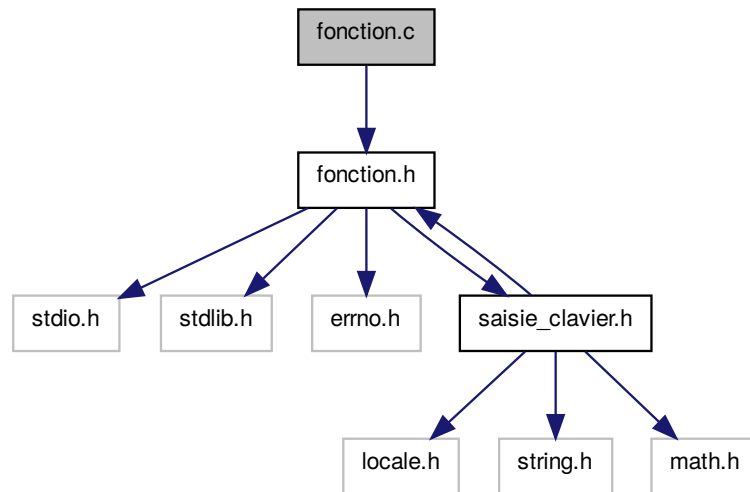 fonction.c
fonction.h
stdio.h
stdlib.h
errno.h
saisie_clavier.h
locale.h
string.h
math.h